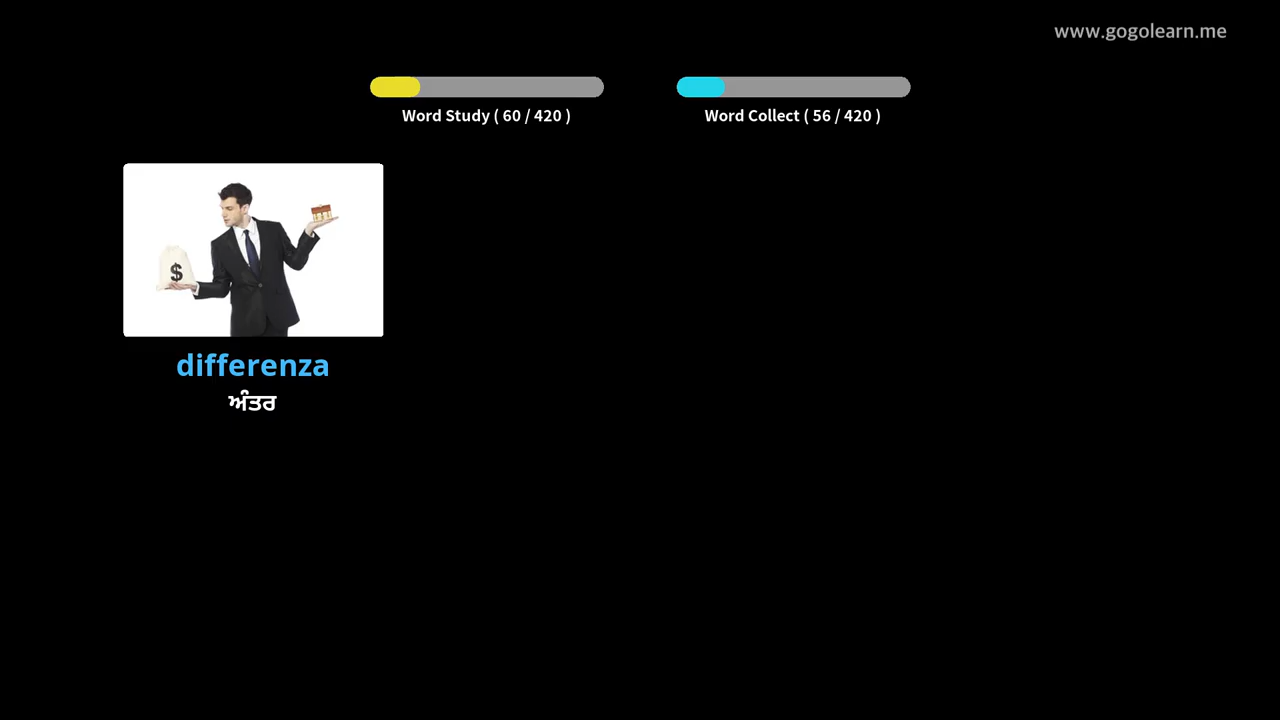 www.gogolearn.me
Word Study ( 60 / 420 )
Word Collect ( 56 / 420 )
$
differenza
ਅੰਤਰ